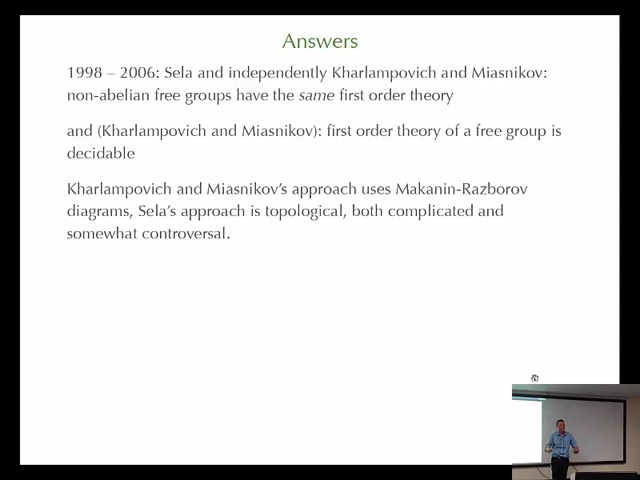 Answers
1998 – 2006: Sela and independently Kharlampovich and Miasnikov:
non-abelian free groups have the same first order theory
and (Kharlampovich and Miasnikov): first order theory of a free group is
decidable
Kharlampovich and Miasnikov's approach uses Makanin-Razborov
diagrams, Sela's approach is topological, both complicated and
somewhat controversal.